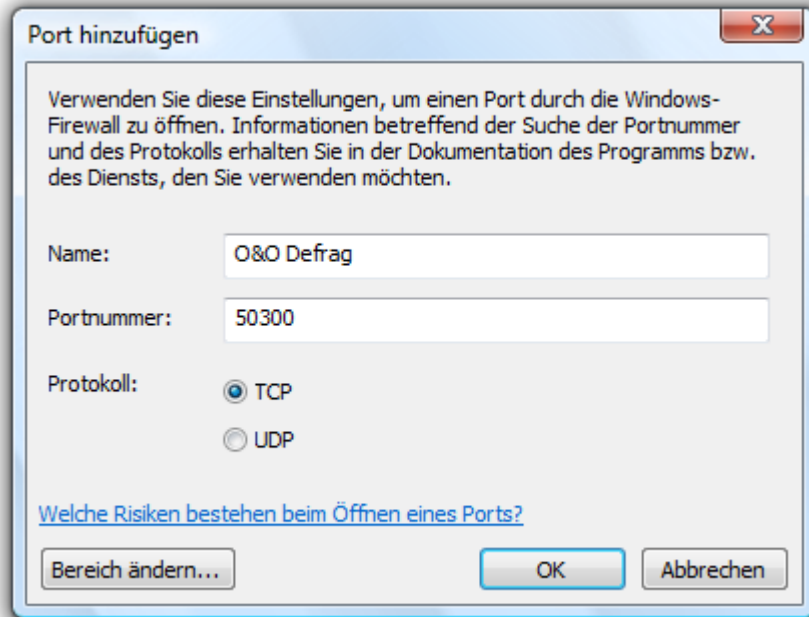 Port hinzufügen
Verwenden Sie diese Einstellungen, um einen Port durch die Windows-
Firewall zu öffnen. Informationen betreffend der Suche der Portnummer
und des Protokolls erhalten Sie in der Dokumentation des Programms bzw.
des Diensts, den Sie verwenden möchten.
Name: O&O Defrag
Portnummer: 50300
Protokoll: TCP
UDP
Welche Risiken bestehen beim Öffnen eines Ports?
Bereich ändern... OK Abbrechen